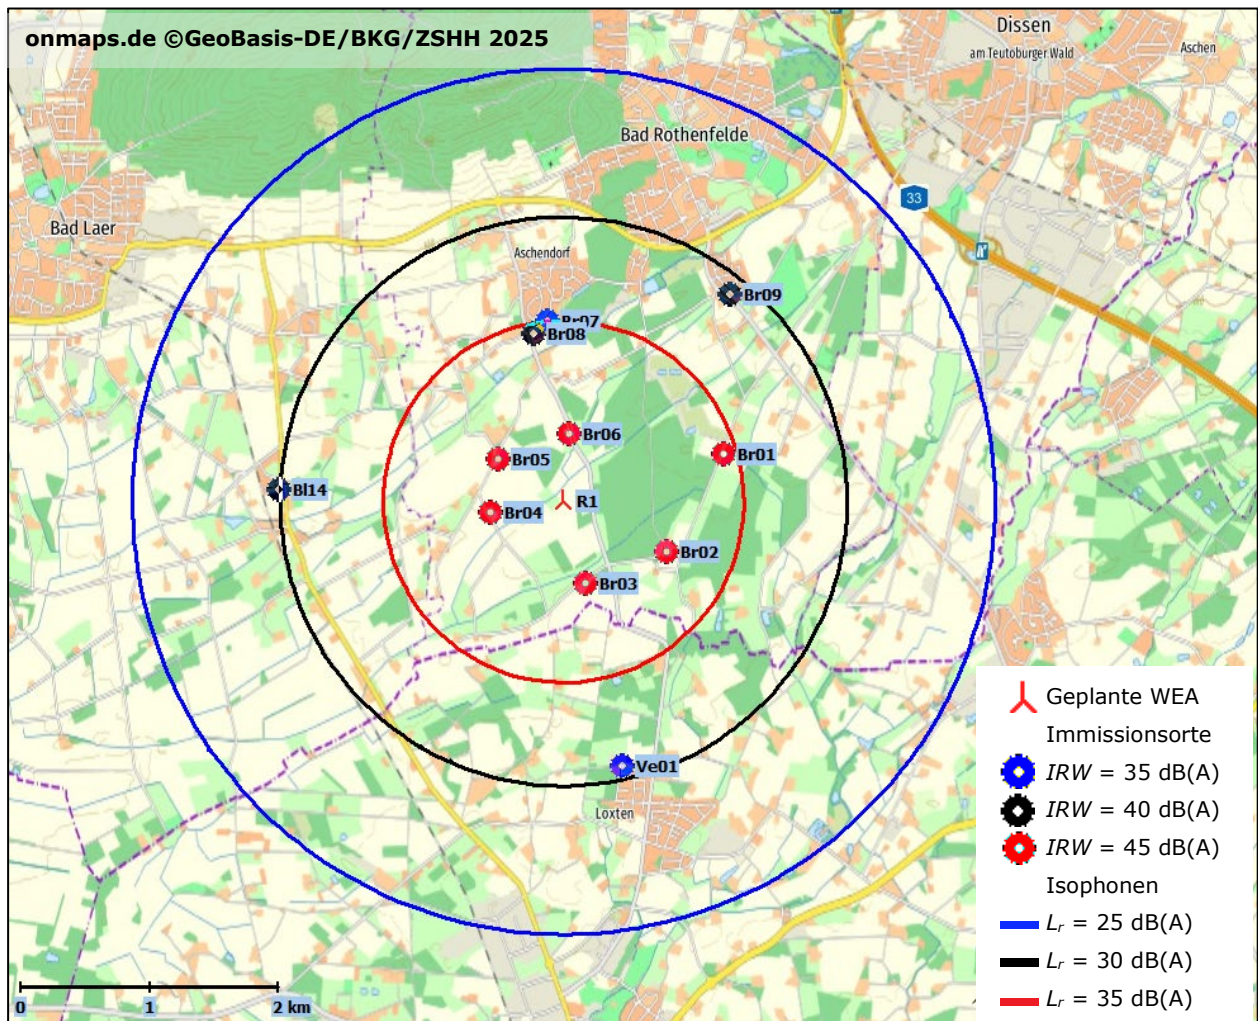 onmaps.de ©GeoBasis-DE/BKG/ZSHH 2025
Dissen
am Teutoburger Wald
Aschen
Bad Rothenfelde
33
Bad Laer
Aschendorf
Br09
Br07
Br08
Br06
Br01
Br05
Bl14
R1
Br04
Br02
Br03
Ve01
Loxten
Geplante WEA
Immissionsorte
IRW = 35 dB(A)
IRW = 40 dB(A)
IRW = 45 dB(A)
Isophonen
Lr = 25 dB(A)
Lr = 30 dB(A)
Lr = 35 dB(A)
0 1 2 km